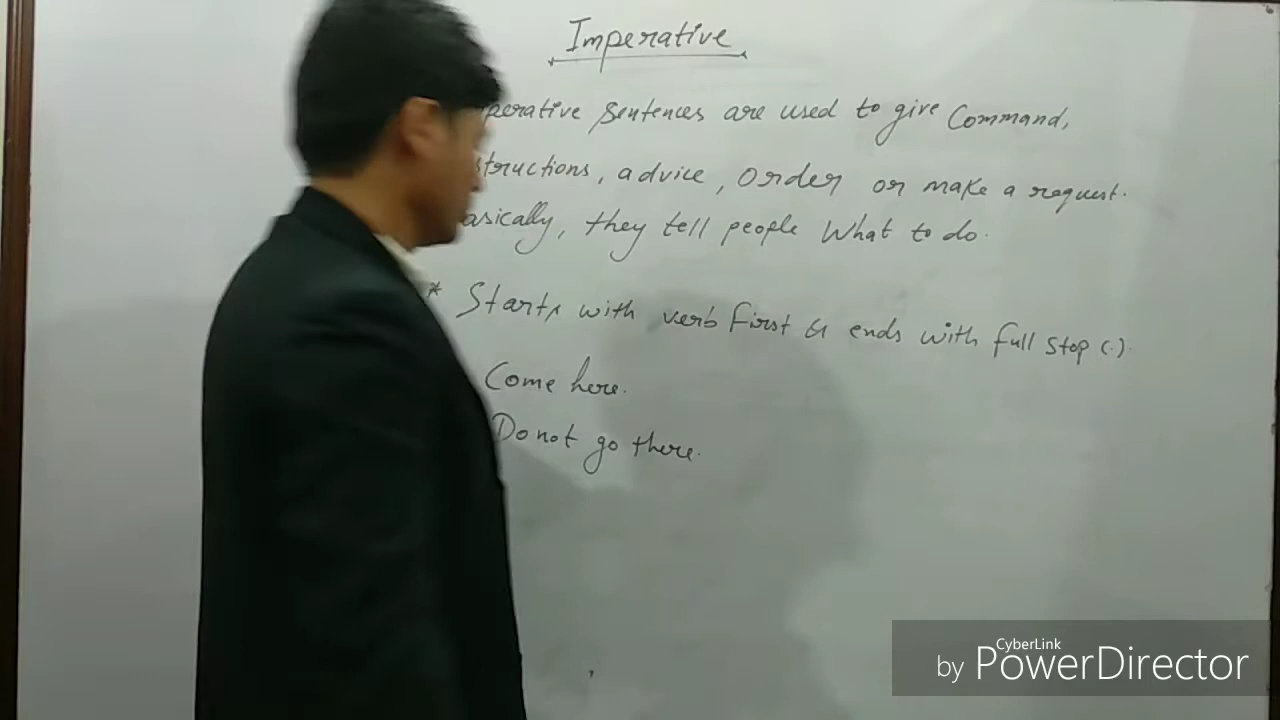 Imperative
perative Sentences are used to give Command,
structions, advice, Order or make a request.
asically, they tell people What to do.
* Starts with verb First & ends with full stop (.).
Come here.
Do not go there.
CyberLink
by PowerDirector